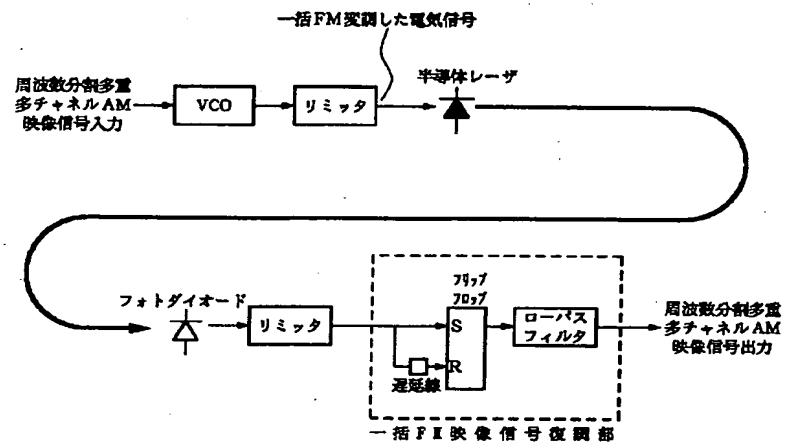 一括FM変調した電気信号
周波数分割多重
多チャネルAM
映像信号入力
VCO
リミッタ
半導体レーザ
フォトダイオード
リミッタ
フリップ
フロップ
S
R
遅延線
ローパス
フィルタ
周波数分割多重
多チャネルAM
映像信号出力
一括FM映像信号復調部